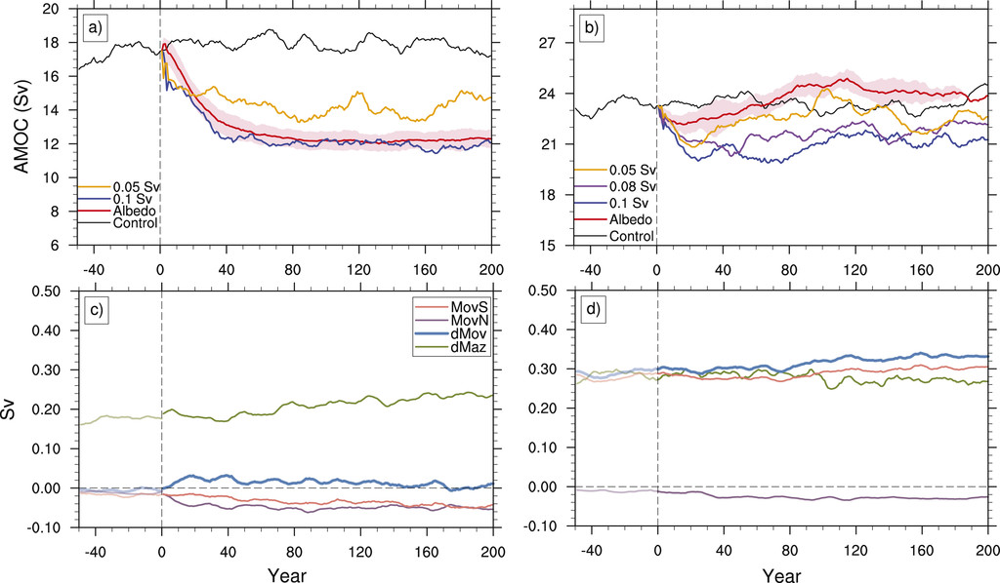 a)
AMOC (Sv)
20
18
16
14
12
10
8
6
0.05 Sv
0.1 Sv
Albedo
Control
-40 0 40 80 120 160 200
b)
27
24
21
18
15
0.05 Sv
0.08 Sv
0.1 Sv
Albedo
Control
-40 0 40 80 120 160 200
c)
Sv
0.50
0.40
0.30
0.20
0.10
0.00
-0.10
MovS
MovN
dMov
dMaz
-40 0 40 80 120 160 200
Year
d)
0.50
0.40
0.30
0.20
0.10
0.00
-0.10
-40 0 40 80 120 160 200
Year